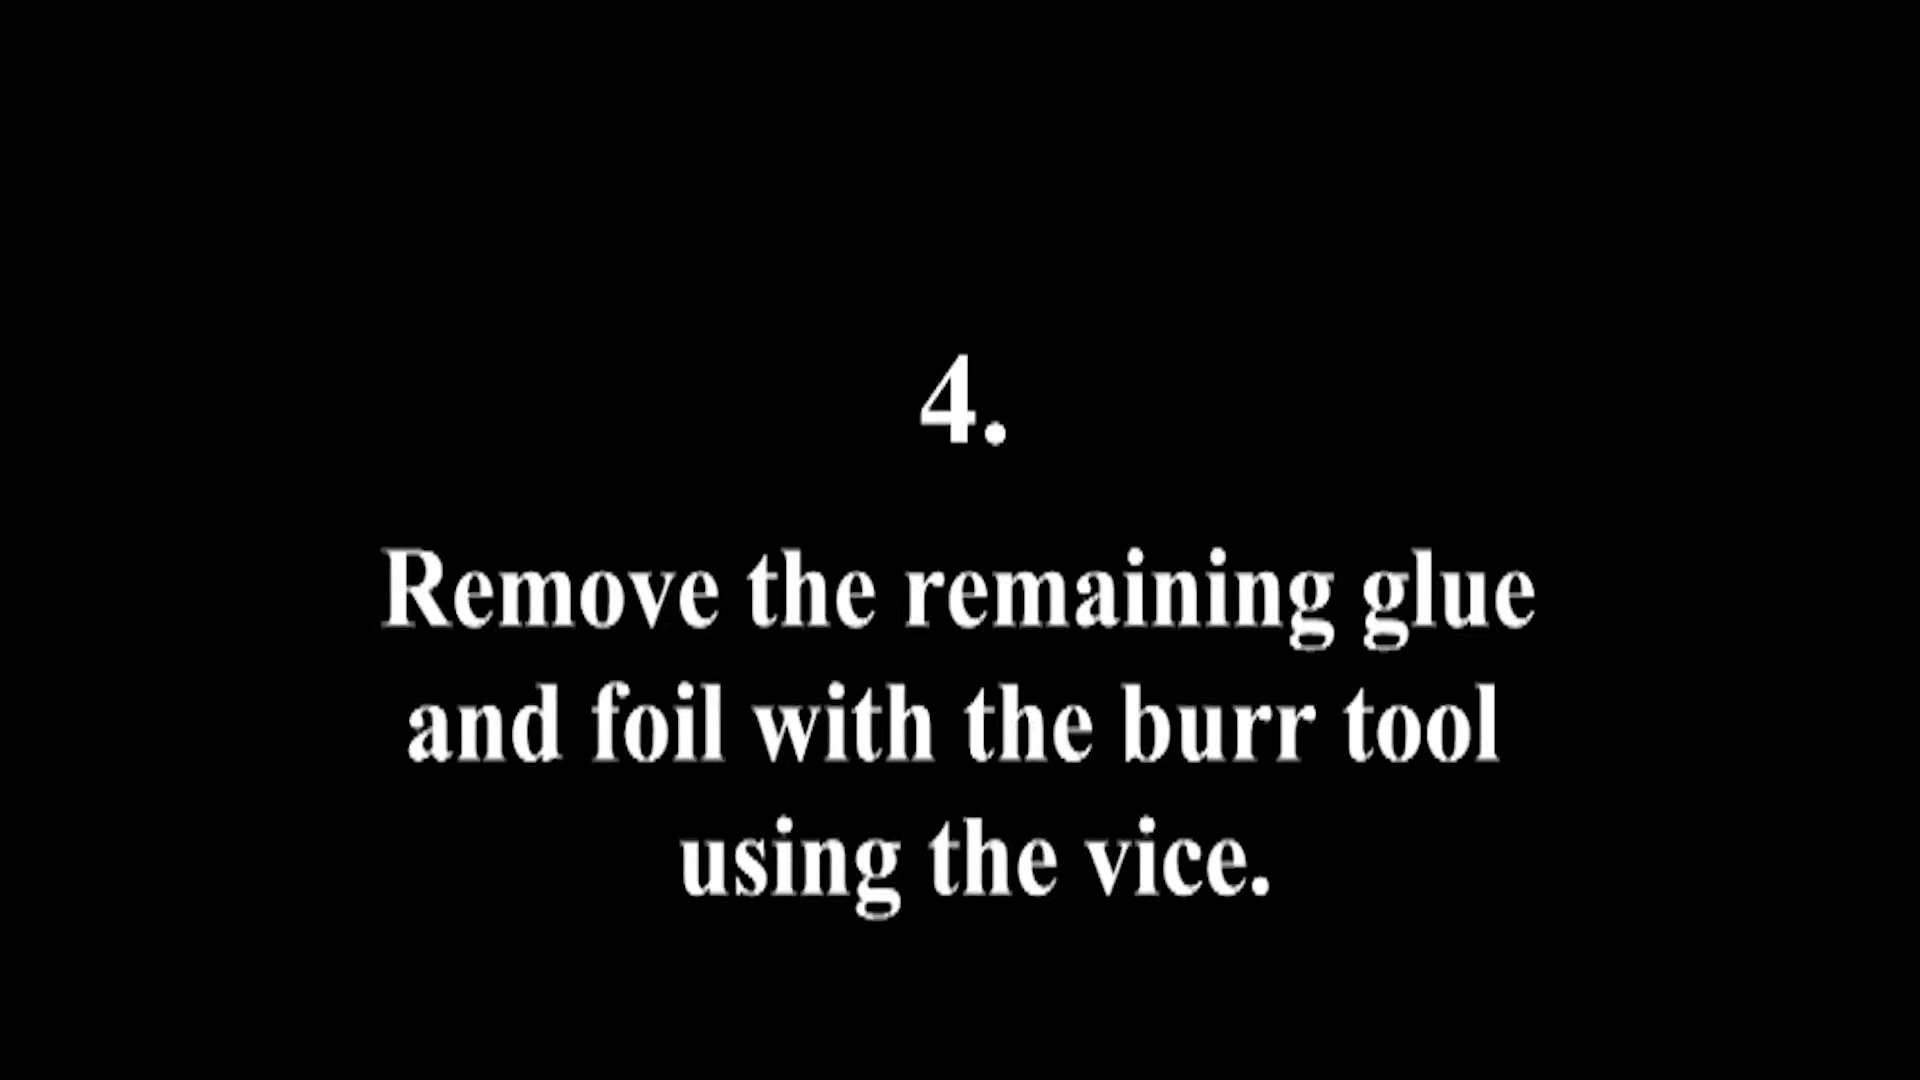 4.
Remove the remaining glue
and foil with the burr tool
using the vice.